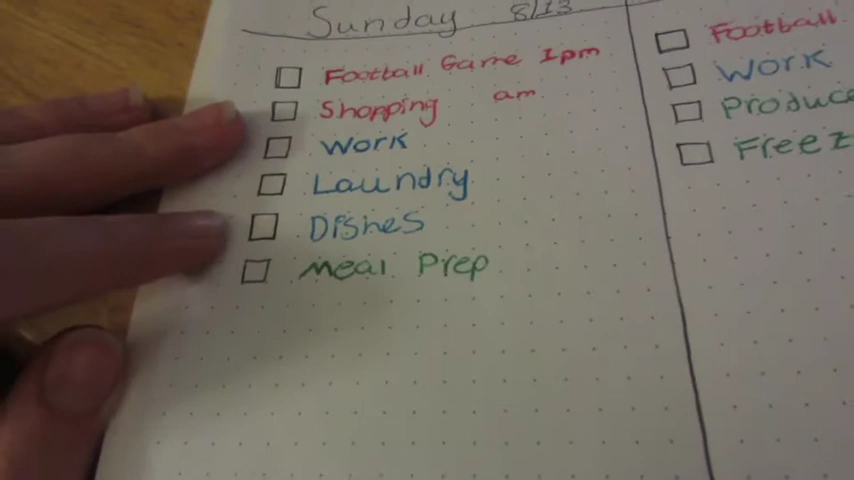 Sunday 8/13
Football Game 1pm
Shopping am
Work
Laundry
Dishes
Meal Prep
Football
Work
Produce
Freez